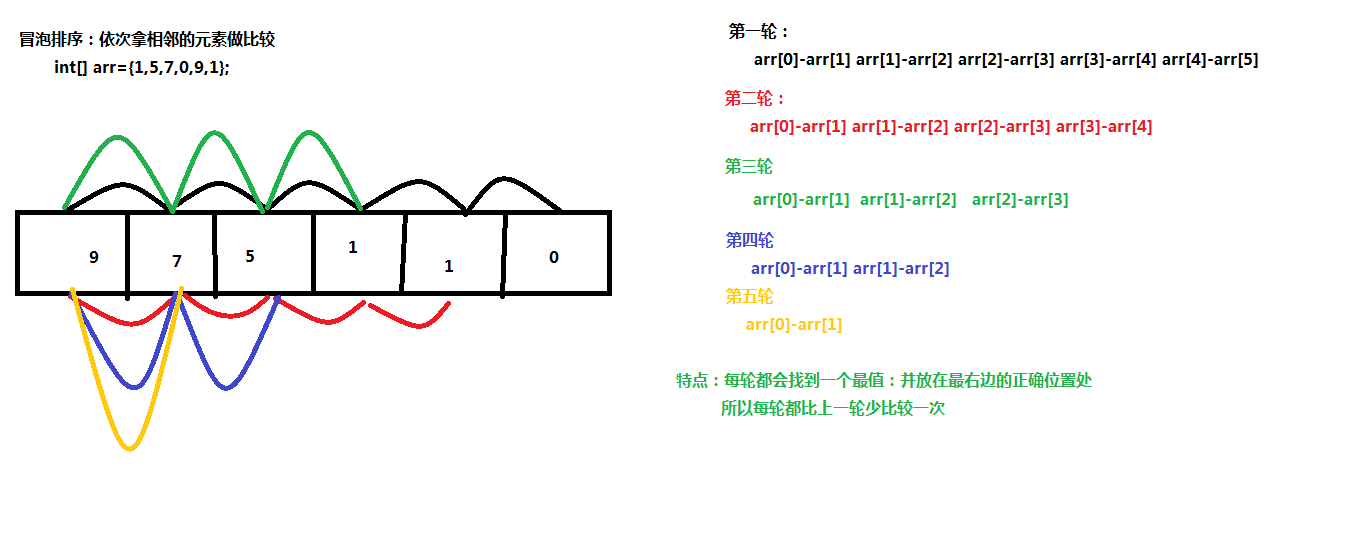 冒泡排序：依次拿相邻的元素做比较
int[] arr={1,5,7,0,9,1};
9 7 5 1 1 0
第一轮：
arr[0]-arr[1] arr[1]-arr[2] arr[2]-arr[3] arr[3]-arr[4] arr[4]-arr[5]
第二轮：
arr[0]-arr[1] arr[1]-arr[2] arr[2]-arr[3] arr[3]-arr[4]
第三轮
arr[0]-arr[1] arr[1]-arr[2] arr[2]-arr[3]
第四轮
arr[0]-arr[1] arr[1]-arr[2]
第五轮
arr[0]-arr[1]
特点：每轮都会找到一个最值：并放在最右边的正确位置处
所以每轮都比上一轮少比较一次